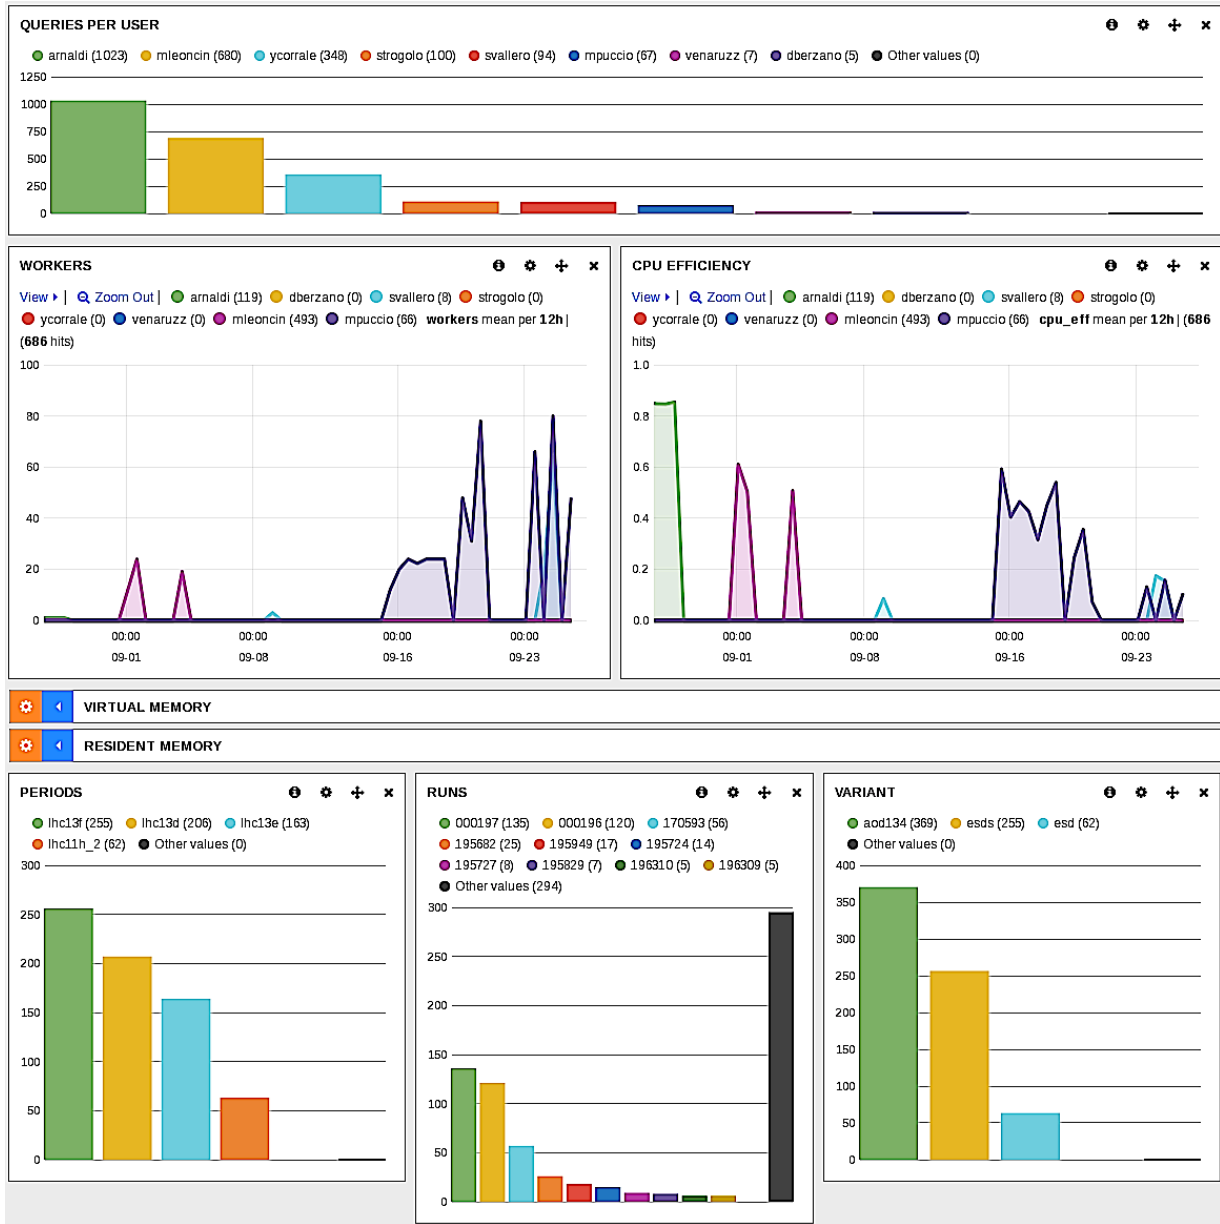 QUERIES PER USER
arnaldi (1023) mleoncin (680) ycorrale (348) strogolo (100) svallero (94) mpuccio (67) venaruzz (7) dberzano (5) Other values (0)
1250
1000
750
500
250
0
WORKERS
View | Zoom Out | arnaldi (119) dberzano (0) svallero (8) strogolo (0)
ycorrale (0) venaruzz (0) mleoncin (493) mpuccio (66) workers mean per 12h |
(686 hits)
100
80
60
40
20
0
00:00 00:00 00:00 00:00
09-01 09-08 09-16 09-23
CPU EFFICIENCY
View | Zoom Out | arnaldi (119) dberzano (0) svallero (8) strogolo (0)
ycorrale (0) venaruzz (0) mleoncin (493) mpuccio (66) cpu_eff mean per 12h | (686
hits)
1.0
0.8
0.6
0.4
0.2
0.0
00:00 00:00 00:00 00:00
09-01 09-08 09-16 09-23
VIRTUAL MEMORY
RESIDENT MEMORY
PERIODS
lhc13f (255) lhc13d (206) lhc13e (163)
lhc11h_2 (62) Other values (0)
300
250
200
150
100
50
0
RUNS
000197 (135) 000196 (120) 170593 (56)
195682 (25) 195949 (17) 195724 (14)
195727 (8) 195829 (7) 196310 (5) 196309 (5)
Other values (294)
300
250
200
150
100
50
0
VARIANT
aod134 (369) esds (255) esd (62)
Other values (0)
400
350
300
250
200
150
100
50
0